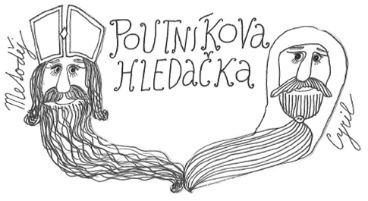 POUTNÍKOVA
HLEDAČKA
Metoděj
Cyril